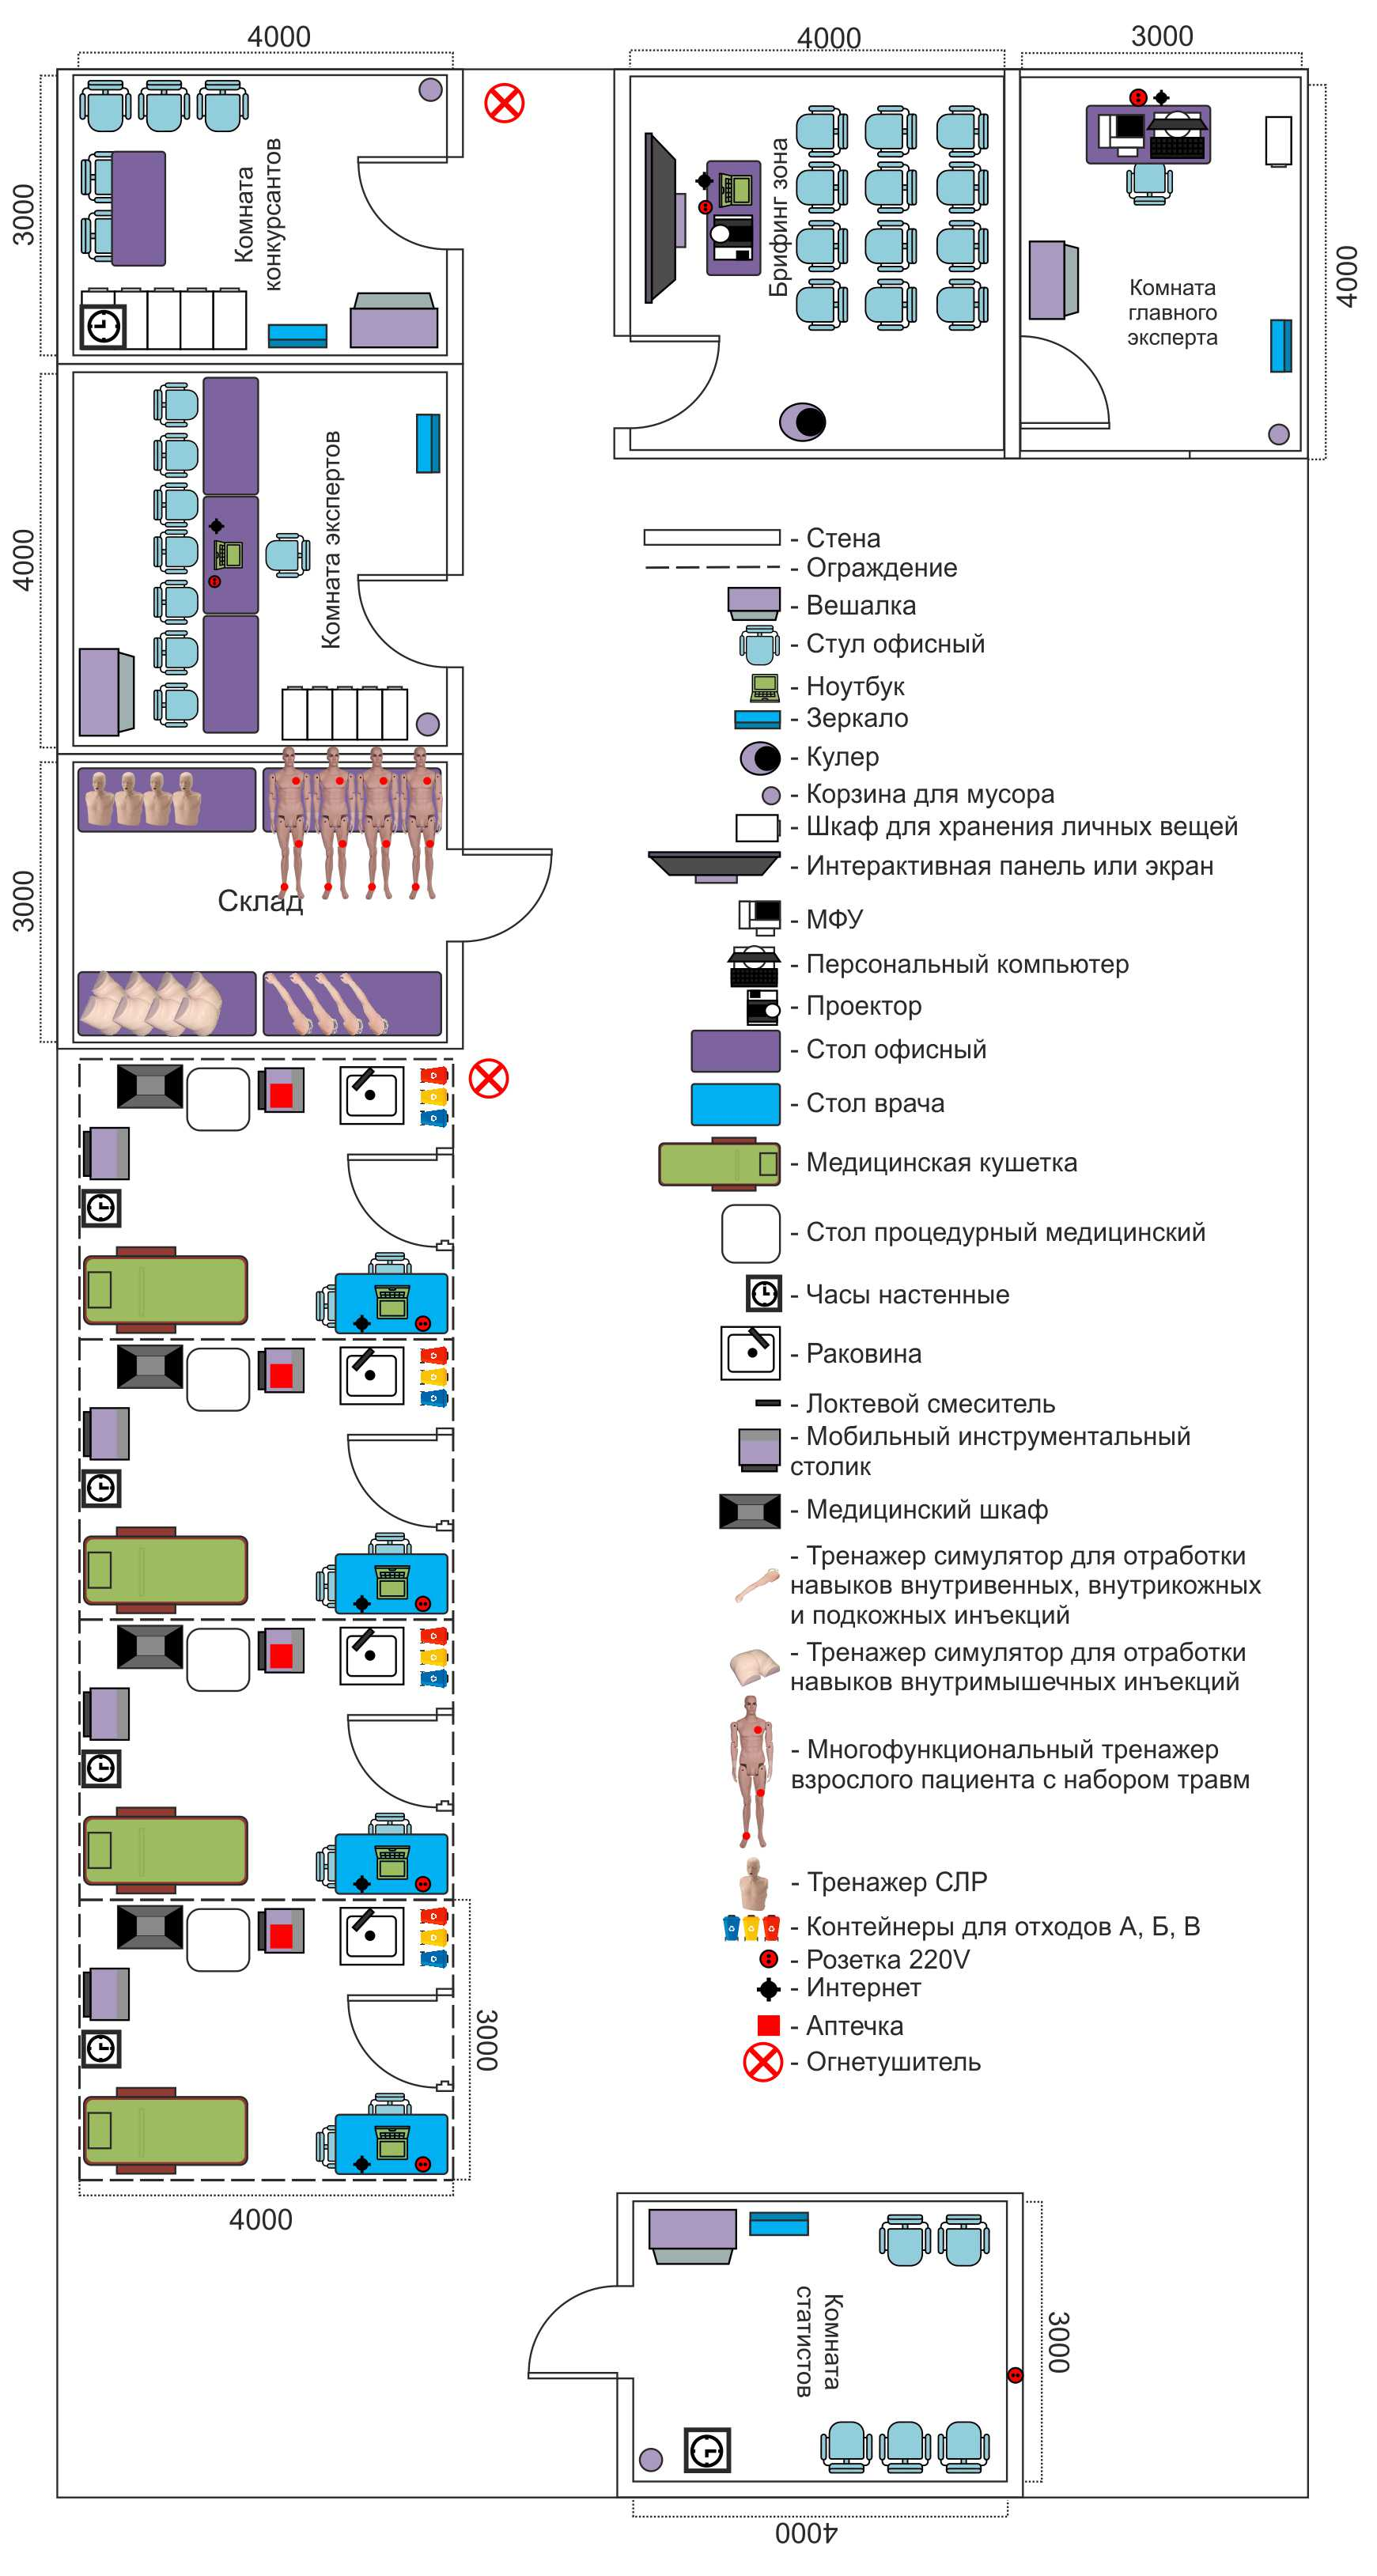 4000
4000
3000
3000
Комната
конкурсантов
Брифинг зона
Комната
главного
эксперта
4000
4000
Комната экспертов
3000
Склад
- Стена
- Ограждение
- Вешалка
- Стул офисный
- Ноутбук
- Зеркало
- Кулер
- Корзина для мусора
- Шкаф для хранения личных вещей
- Интерактивная панель или экран
- МФУ
- Персональный компьютер
- Проектор
- Стол офисный
- Стол врача
- Медицинская кушетка
- Стол процедурный медицинский
- Часы настенные
- Раковина
- Локтевой смеситель
- Мобильный инструментальный
столик
- Медицинский шкаф
- Тренажер симулятор для отработки
навыков внутривенных, внутрикожных
и подкожных инъекций
- Тренажер симулятор для отработки
навыков внутримышечных инъекций
- Многофункциональный тренажер
взрослого пациента с набором травм
- Тренажер СЛР
- Контейнеры для отходов А, Б, В
- Розетка 220V
- Интернет
- Аптечка
- Огнетушитель
3000
4000
Комната
статистов
3000
4000